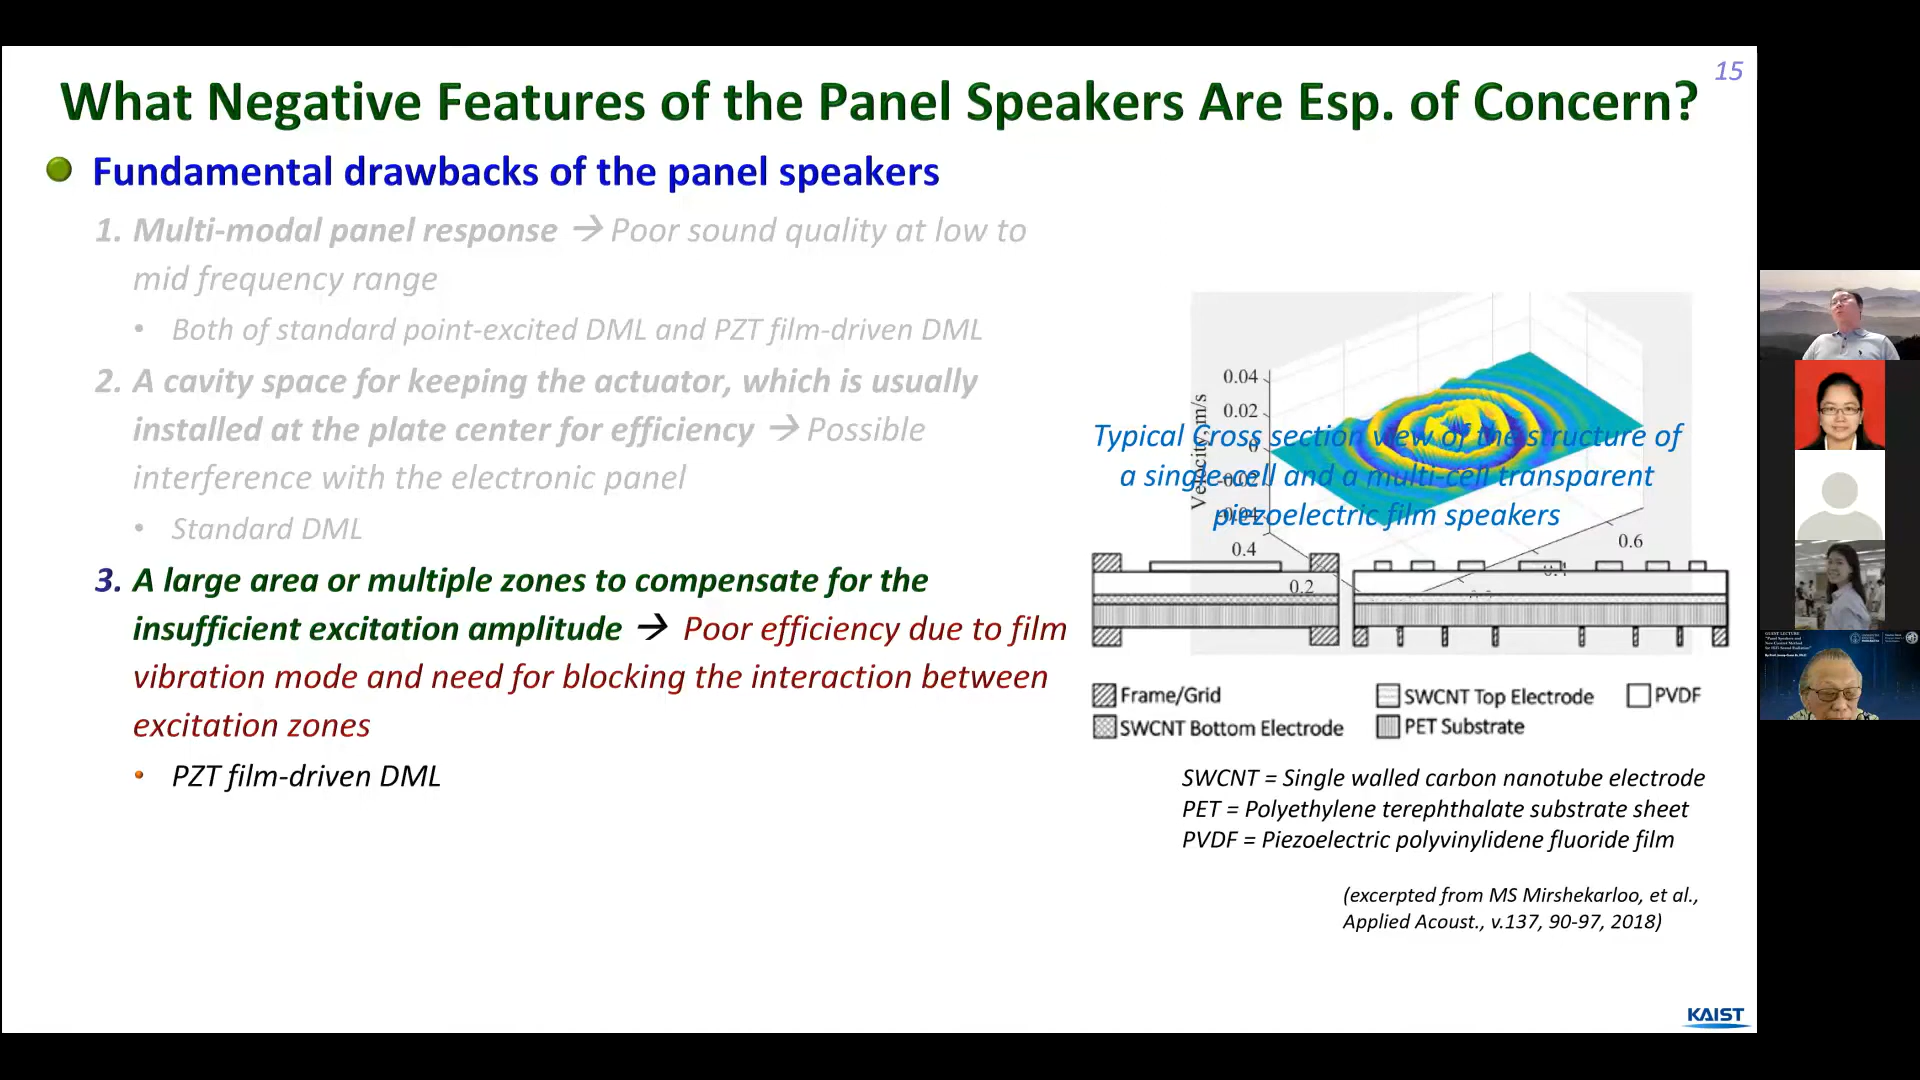 15
What Negative Features of the Panel Speakers Are Esp. of Concern?
Fundamental drawbacks of the panel speakers
1. Multi-modal panel response → Poor sound quality at low to
mid frequency range
• Both of standard point-excited DML and PZT film-driven DML
2. A cavity space for keeping the actuator, which is usually
installed at the plate center for efficiency → Possible
interference with the electronic panel
• Standard DML
3. A large area or multiple zones to compensate for the
insufficient excitation amplitude → Poor efficiency due to film
vibration mode and need for blocking the interaction between
excitation zones
• PZT film-driven DML
0.04
0.02
0
-0.02
-0.04
Velocity, m/s
0.4
0.2
0.6
Typical Cross section view of the structure of
a single-cell and a multi-cell transparent
piezoelectric film speakers
Frame/Grid
SWCNT Top Electrode
PVDF
SWCNT Bottom Electrode
PET Substrate
SWCNT = Single walled carbon nanotube electrode
PET = Polyethylene terephthalate substrate sheet
PVDF = Piezoelectric polyvinylidene fluoride film
(excerpted from MS Mirshekarloo, et al.,
Applied Acoust., v.137, 90-97, 2018)
KAIST
GUEST LECTURE